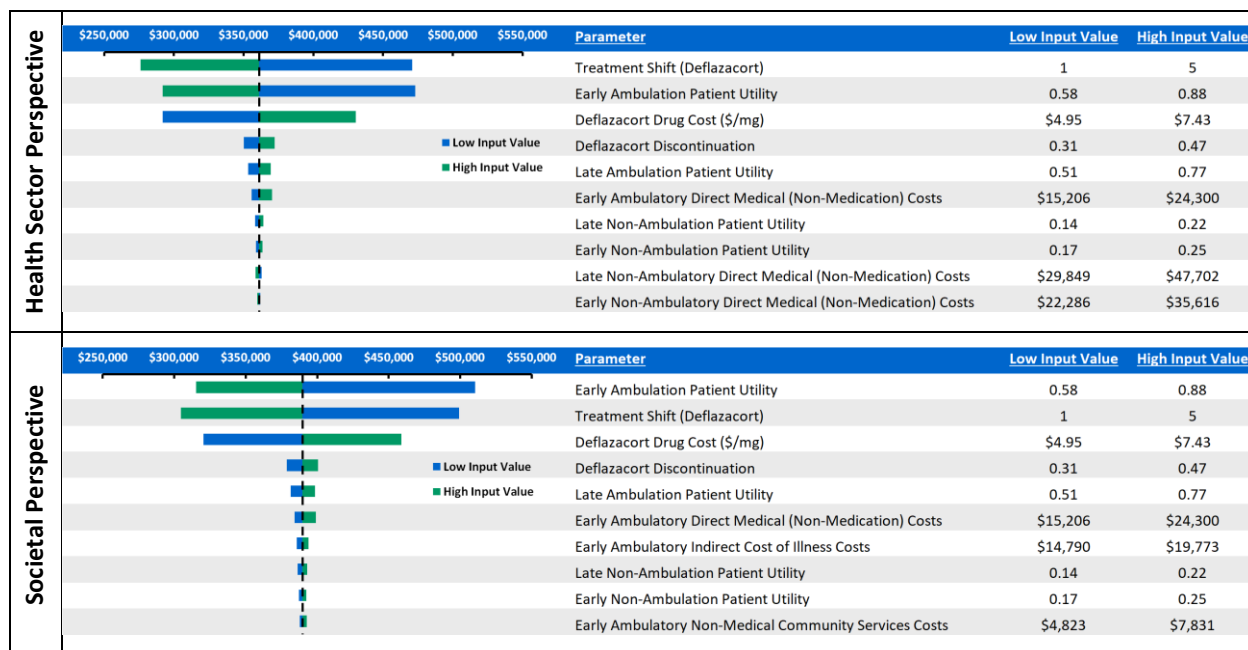 Health Sector Perspective
$250,000 $300,000 $350,000 $400,000 $450,000 $500,000 $550,000 Parameter Low Input Value High Input Value
Treatment Shift (Deflazacort) 1 5
Early Ambulation Patient Utility 0.58 0.88
Deflazacort Drug Cost ($/mg) $4.95 $7.43
Low Input Value Deflazacort Discontinuation 0.31 0.47
High Input Value Late Ambulation Patient Utility 0.51 0.77
Early Ambulatory Direct Medical (Non-Medication) Costs $15,206 $24,300
Late Non-Ambulation Patient Utility 0.14 0.22
Early Non-Ambulation Patient Utility 0.17 0.25
Late Non-Ambulatory Direct Medical (Non-Medication) Costs $29,849 $47,702
Early Non-Ambulatory Direct Medical (Non-Medication) Costs $22,286 $35,616
Societal Perspective
$250,000 $300,000 $350,000 $400,000 $450,000 $500,000 $550,000 Parameter Low Input Value High Input Value
Early Ambulation Patient Utility 0.58 0.88
Treatment Shift (Deflazacort) 1 5
Deflazacort Drug Cost ($/mg) $4.95 $7.43
Low Input Value Deflazacort Discontinuation 0.31 0.47
High Input Value Late Ambulation Patient Utility 0.51 0.77
Early Ambulatory Direct Medical (Non-Medication) Costs $15,206 $24,300
Early Ambulatory Indirect Cost of Illness Costs $14,790 $19,773
Late Non-Ambulation Patient Utility 0.14 0.22
Early Non-Ambulation Patient Utility 0.17 0.25
Early Ambulatory Non-Medical Community Services Costs $4,823 $7,831